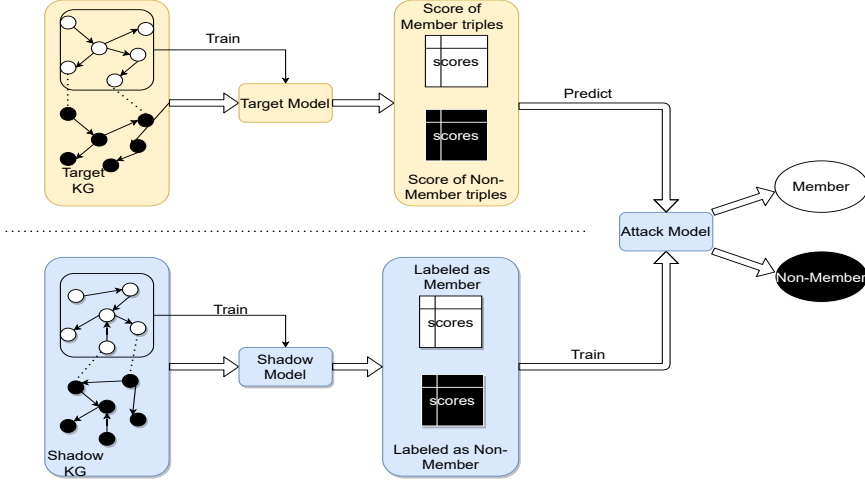 Score of
Member triples
Train
scores
Target Model
Predict
scores
Target
KG
Score of Non-
Member triples
Member
Attack Model
Non-Member
Labeled as
Member
Train
scores
Shadow
Model
Train
scores
Shadow
KG
Labeled as Non-
Member